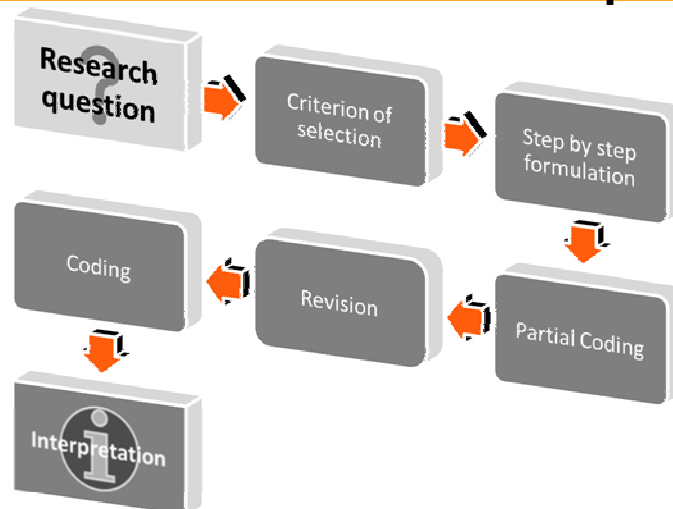 Research
question
Criterion of
selection
Step by step
formulation
Partial Coding
Revision
Coding
Interpretation